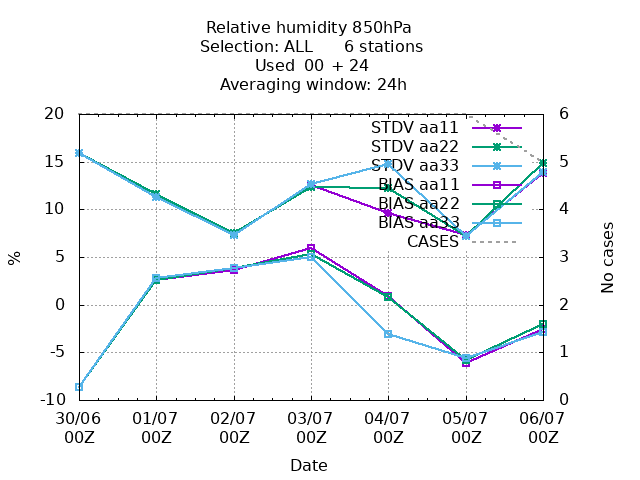 Relative humidity 850hPa
Selection: ALL      6 stations
Used  00 + 24
Averaging window: 24h
20
15
10
5
0
-5
-10
%
6
5
4
3
2
1
0
No cases
STDV aa11
STDV aa22
STDV aa33
BIAS aa11
BIAS aa22
BIAS aa33
CASES
30/06 01/07 02/07 03/07 04/07 05/07 06/07
00Z 00Z 00Z 00Z 00Z 00Z 00Z
Date